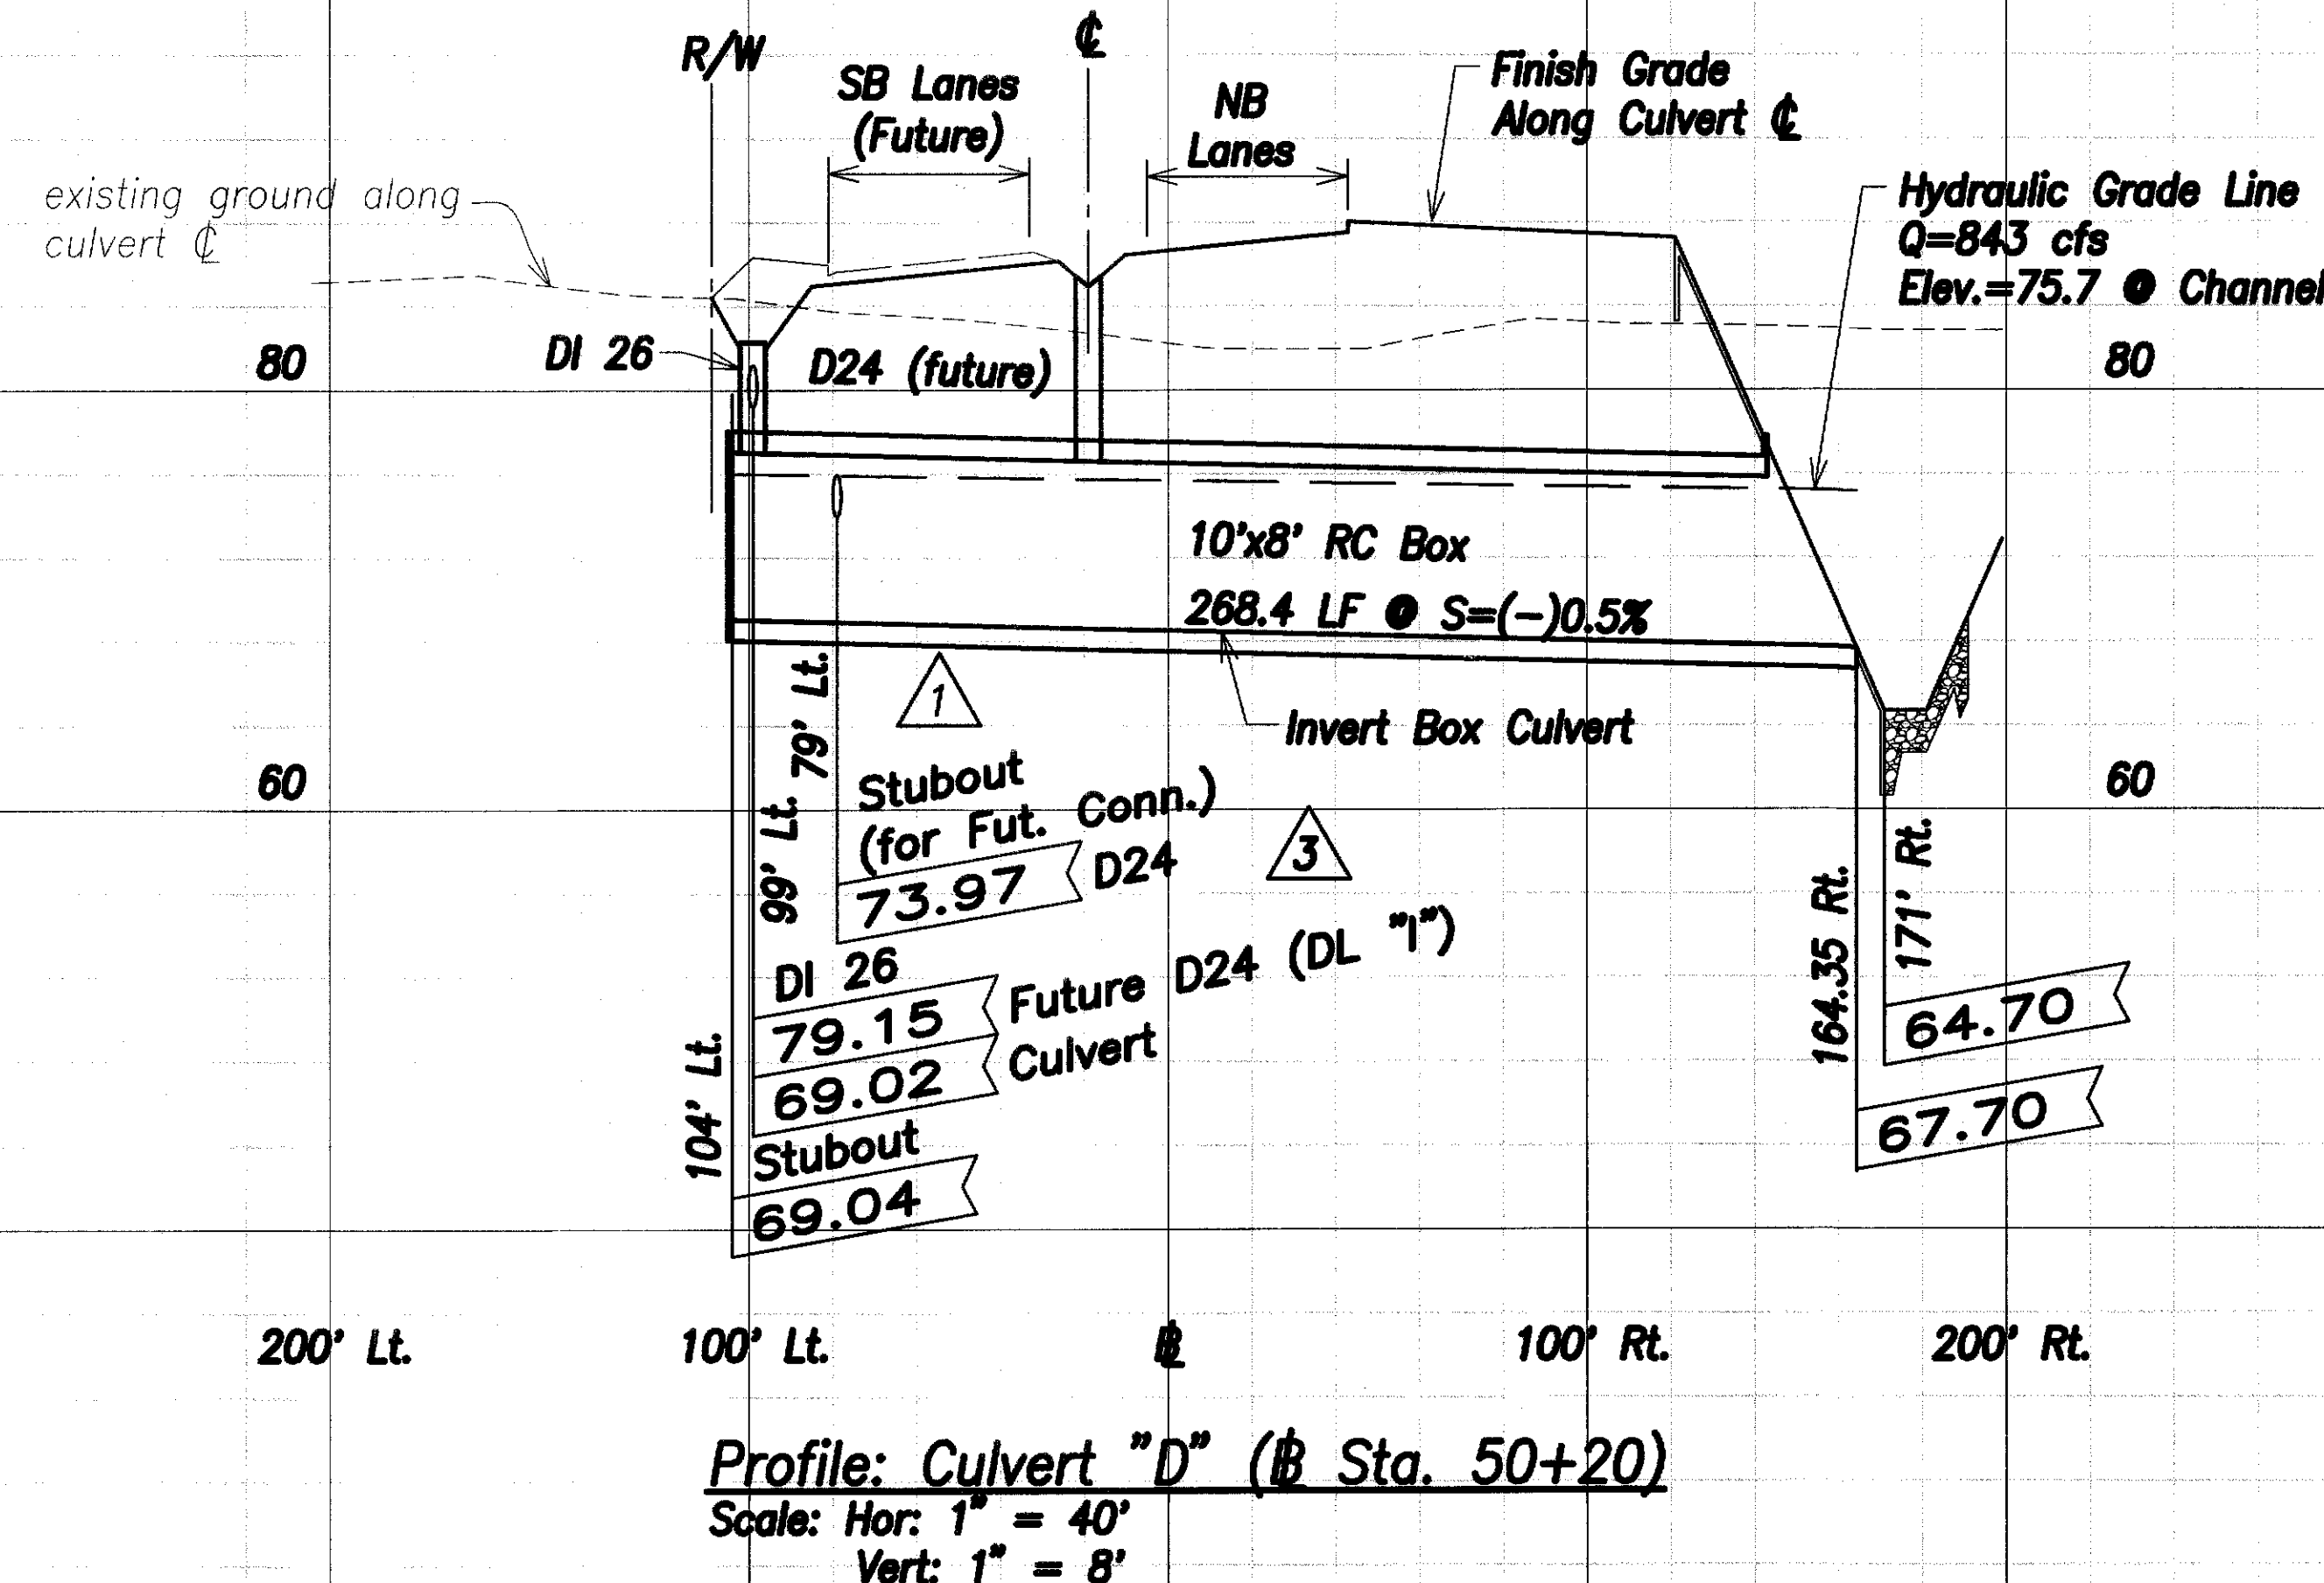 R/W
℄
SB Lanes
(Future)
NB
Lanes
Finish Grade
Along Culvert ℄
existing ground along
culvert ℄
Hydraulic Grade Line
Q=843 cfs
Elev.=75.7 @ Channel
80
DI 26
D24 (future)
80
10'x8' RC Box
268.4 LF @ S=(-)0.5%
1
79' Lt.
Invert Box Culvert
60
Stubout
(for Fut. Conn.)
73.97
D24
3
60
99' Lt.
DI 26
79.15
Future D24 (DL "I")
69.02
Culvert
104' Lt.
Stubout
69.04
164.35 Rt.
171' Rt.
64.70
67.70
200' Lt.
100' Lt.
BL
100' Rt.
200' Rt.
Profile: Culvert "D" (BL Sta. 50+20)
Scale: Hor: 1" = 40'
Vert: 1" = 8'